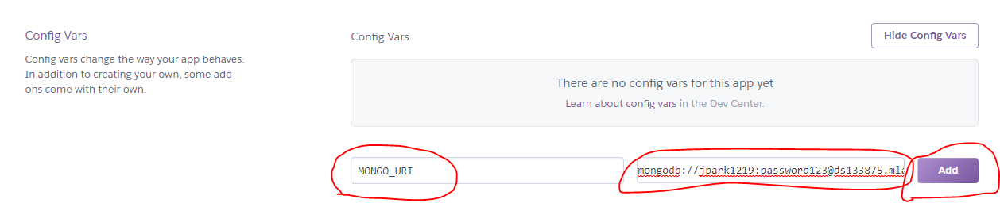 Config Vars
Config vars change the way your app behaves.
In addition to creating your own, some add-
ons come with their own.
Config Vars
Hide Config Vars
There are no config vars for this app yet
Learn about config vars in the Dev Center.
MONGO_URI
mongodb://jpark1219:password123@ds133875.mla
Add